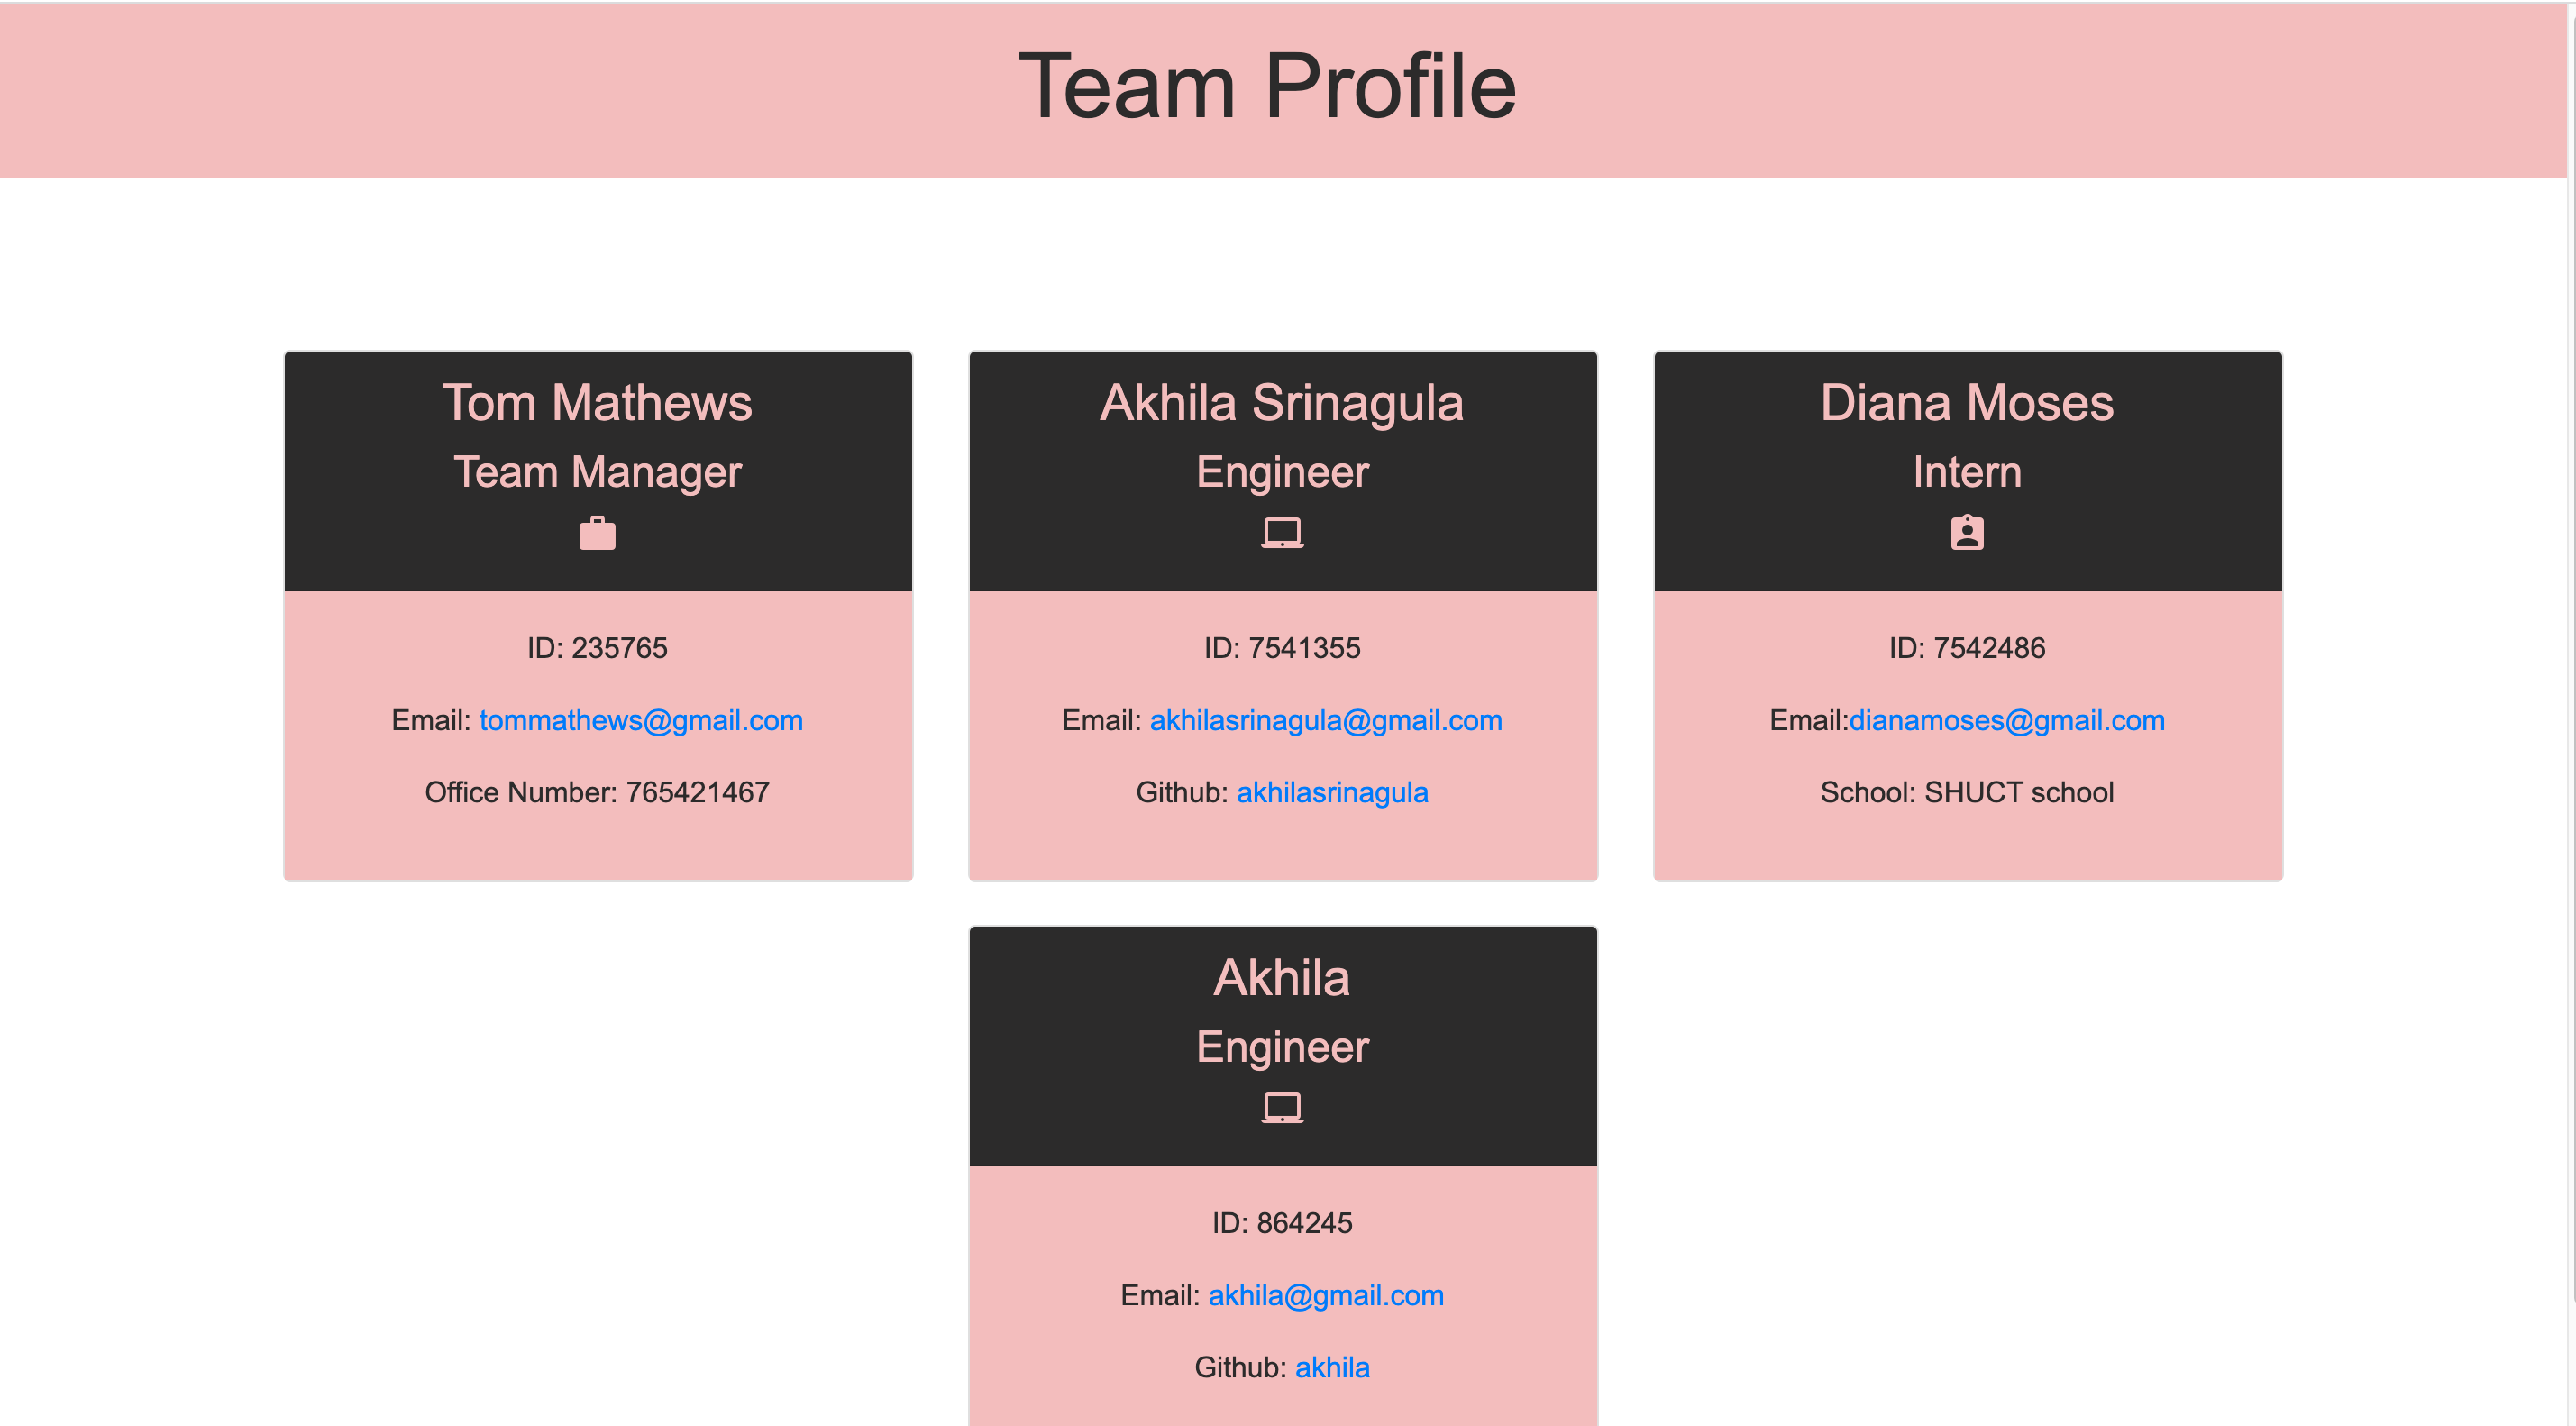 Team Profile
Tom Mathews
Team Manager
ID: 235765
Email: tommathews@gmail.com
Office Number: 765421467
Akhila Srinagula
Engineer
ID: 7541355
Email: akhilasrinagula@gmail.com
Github: akhilasrinagula
Diana Moses
Intern
ID: 7542486
Email:dianamoses@gmail.com
School: SHUCT school
Akhila
Engineer
ID: 864245
Email: akhila@gmail.com
Github: akhila